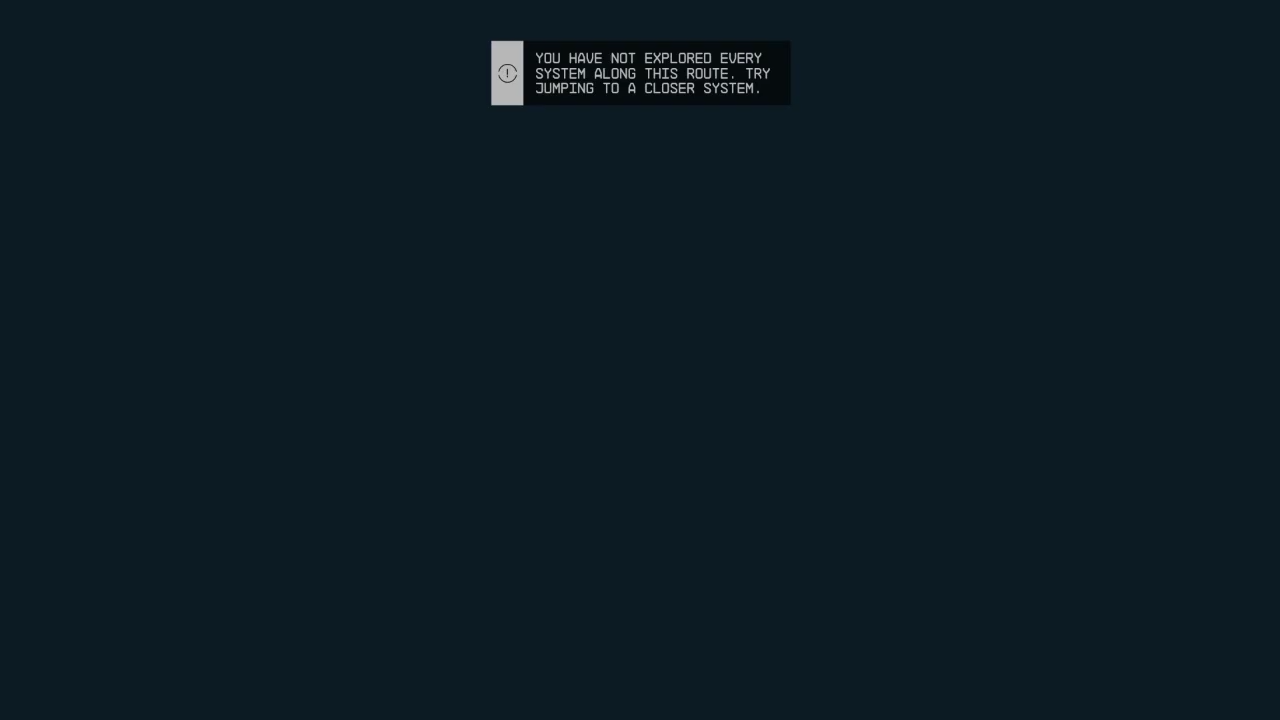 YOU HAVE NOT EXPLORED EVERY
SYSTEM ALONG THIS ROUTE. TRY
JUMPING TO A CLOSER SYSTEM.